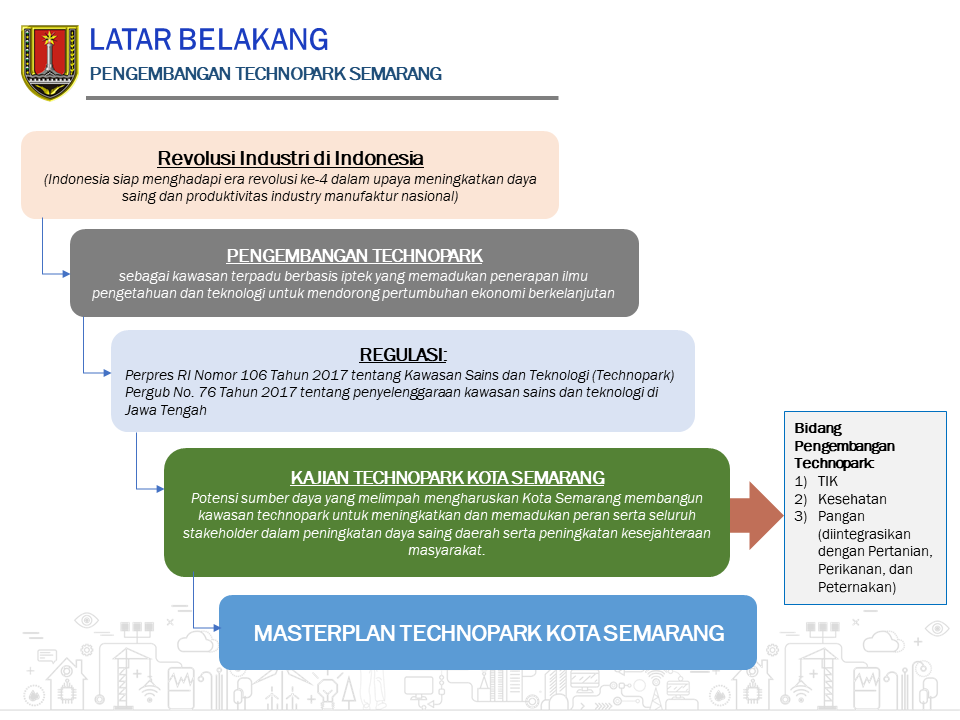 LATAR BELAKANG
PENGEMBANGAN TECHNOPARK SEMARANG
Revolusi Industri di Indonesia
(Indonesia siap menghadapi era revolusi ke-4 dalam upaya meningkatkan daya
saing dan produktivitas industry manufaktur nasional)
PENGEMBANGAN TECHNOPARK
sebagai kawasan terpadu berbasis iptek yang memadukan penerapan ilmu
pengetahuan dan teknologi untuk mendorong pertumbuhan ekonomi berkelanjutan
REGULASI:
Perpres RI Nomor 106 Tahun 2017 tentang Kawasan Sains dan Teknologi (Technopark)
Pergub No. 76 Tahun 2017 tentang penyelenggaraan kawasan sains dan teknologi di
Jawa Tengah
KAJIAN TECHNOPARK KOTA SEMARANG
Potensi sumber daya yang melimpah mengharuskan Kota Semarang membangun
kawasan technopark untuk meningkatkan dan memadukan peran serta seluruh
stakeholder dalam peningkatan daya saing daerah serta peningkatan kesejahteraan
masyarakat.
Bidang
Pengembangan
Technopark:
1) TIK
2) Kesehatan
3) Pangan
(diintegrasikan
dengan Pertanian,
Perikanan, dan
Peternakan)
MASTERPLAN TECHNOPARK KOTA SEMARANG